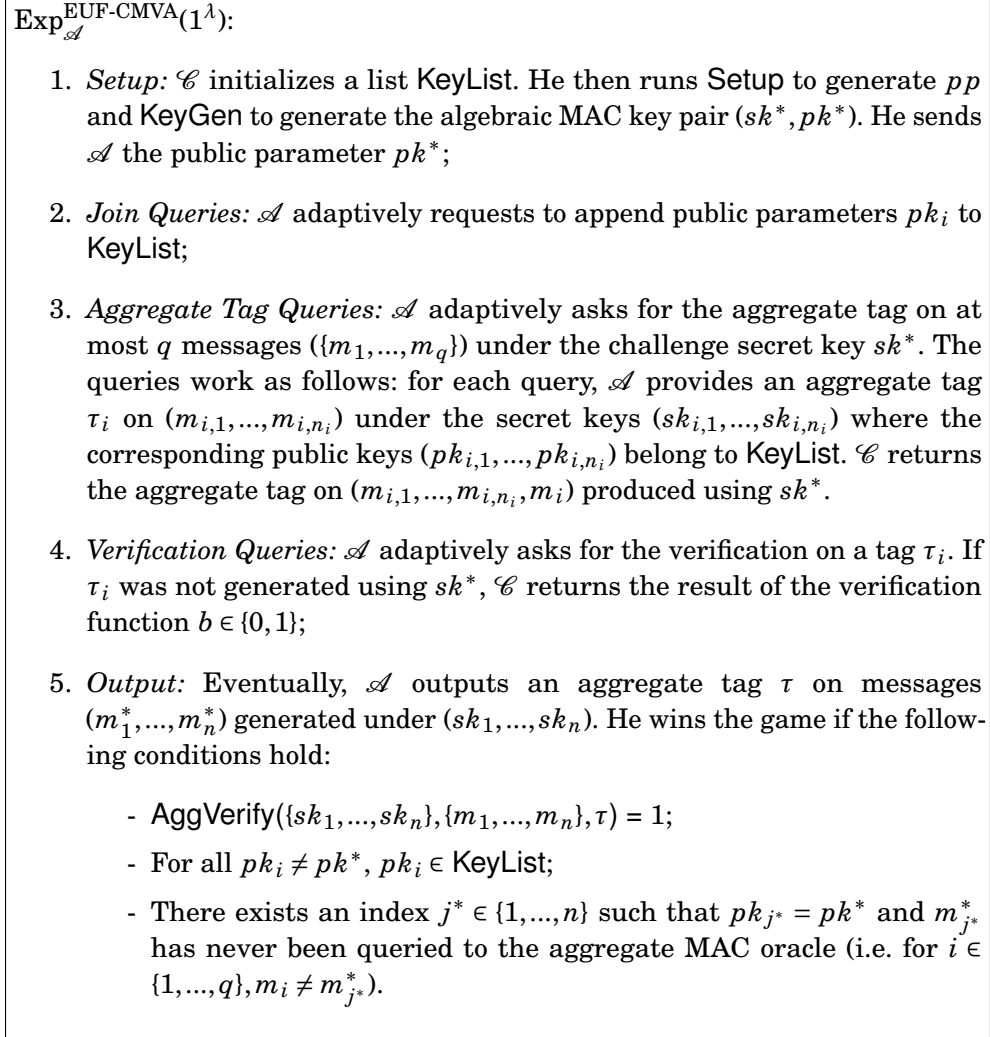 Exp_𝒜^{EUF-CMVA}(1^λ):
1. Setup: 𝒞 initializes a list KeyList. He then runs Setup to generate pp
and KeyGen to generate the algebraic MAC key pair (sk*, pk*). He sends
𝒜 the public parameter pk*;
2. Join Queries: 𝒜 adaptively requests to append public parameters pk_i to
KeyList;
3. Aggregate Tag Queries: 𝒜 adaptively asks for the aggregate tag on at
most q messages ({m_1,...,m_q}) under the challenge secret key sk*. The
queries work as follows: for each query, 𝒜 provides an aggregate tag
τ_i on (m_{i,1},...,m_{i,n_i}) under the secret keys (sk_{i,1},...,sk_{i,n_i}) where the
corresponding public keys (pk_{i,1},...,pk_{i,n_i}) belong to KeyList. 𝒞 returns
the aggregate tag on (m_{i,1},...,m_{i,n_i},m_i) produced using sk*.
4. Verification Queries: 𝒜 adaptively asks for the verification on a tag τ_i. If
τ_i was not generated using sk*, 𝒞 returns the result of the verification
function b ∈ {0,1};
5. Output: Eventually, 𝒜 outputs an aggregate tag τ on messages
(m_1^*,...,m_n^*) generated under (sk_1,...,sk_n). He wins the game if the follow-
ing conditions hold:
- AggVerify({sk_1,...,sk_n},{m_1,...,m_n},τ) = 1;
- For all pk_i ≠ pk*, pk_i ∈ KeyList;
- There exists an index j* ∈ {1,...,n} such that pk_{j*} = pk* and m_{j*}^*
has never been queried to the aggregate MAC oracle (i.e. for i ∈
{1,...,q}, m_i ≠ m_{j*}^*).